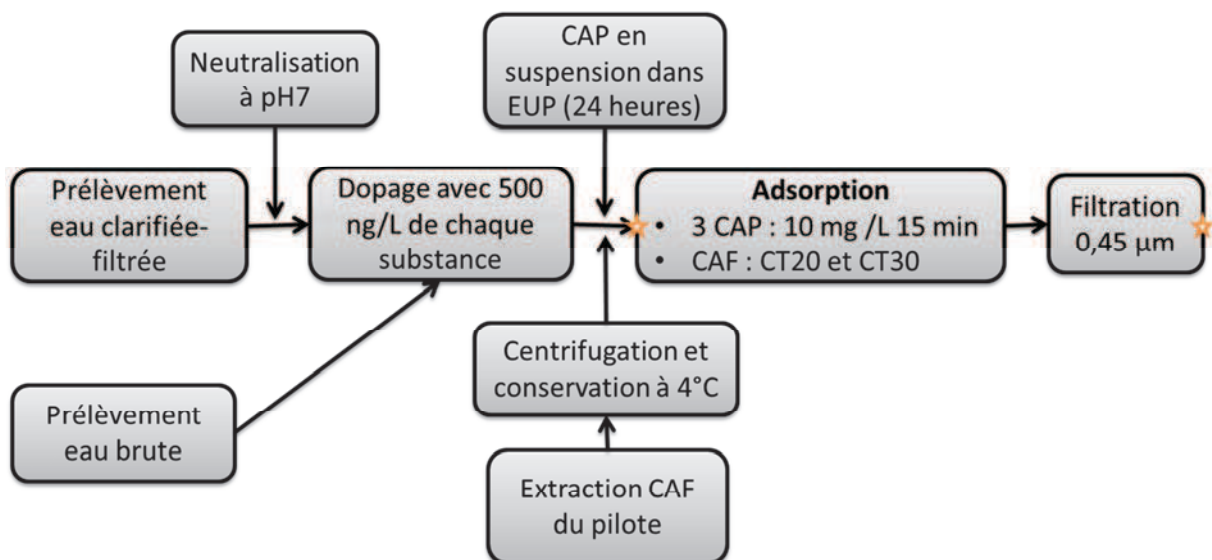 Neutralisation
à pH7
CAP en
suspension dans
EUP (24 heures)
Prélèvement
eau clarifiée-
filtrée
Dopage avec 500
ng/L de chaque
substance
Adsorption
• 3 CAP : 10 mg /L 15 min
• CAF : CT20 et CT30
Filtration
0,45 µm
Prélèvement
eau brute
Centrifugation et
conservation à 4°C
Extraction CAF
du pilote